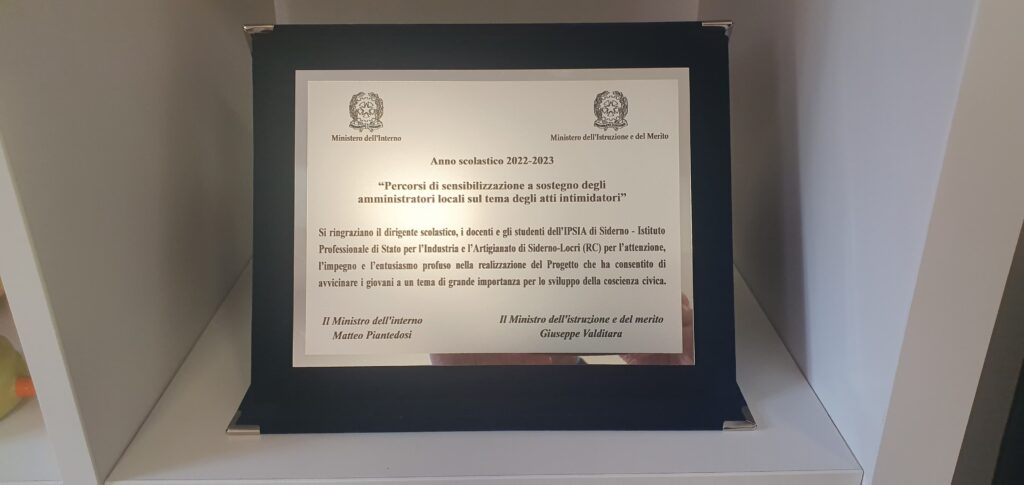 Ministero dell'Interno
Ministero dell'Istruzione e del Merito
Anno scolastico 2022-2023
“Percorsi di sensibilizzazione a sostegno degli
amministratori locali sul tema degli atti intimidatori”
Si ringraziano il dirigente scolastico, i docenti e gli studenti dell'IPSIA di Siderno - Istituto
Professionale di Stato per l'Industria e l'Artigianato di Siderno-Locri (RC) per l'attenzione,
l'impegno e l'entusiasmo profuso nella realizzazione del Progetto che ha consentito di
avvicinare i giovani a un tema di grande importanza per lo sviluppo della coscienza civica.
Il Ministro dell'interno
Matteo Piantedosi
Il Ministro dell'istruzione e del merito
Giuseppe Valditara